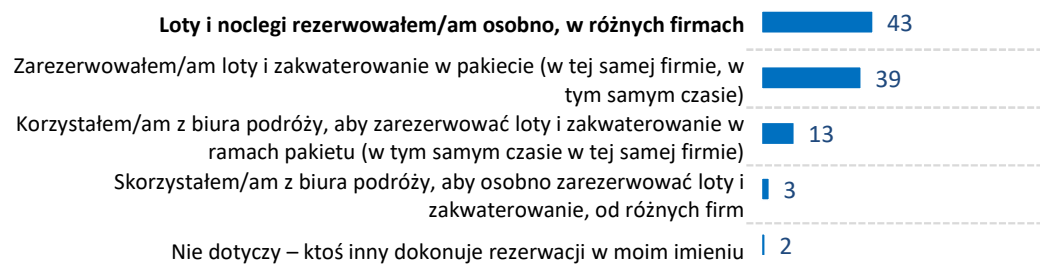 Loty i noclegi rezerwowałem/am osobno, w różnych firmach 43
Zarezerwowałem/am loty i zakwaterowanie w pakiecie (w tej samej firmie, w
tym samym czasie) 39
Korzystałem/am z biura podróży, aby zarezerwować loty i zakwaterowanie w
ramach pakietu (w tym samym czasie w tej samej firmie) 13
Skorzystałem/am z biura podróży, aby osobno zarezerwować loty i
zakwaterowanie, od różnych firm 3
Nie dotyczy – ktoś inny dokonuje rezerwacji w moim imieniu 2